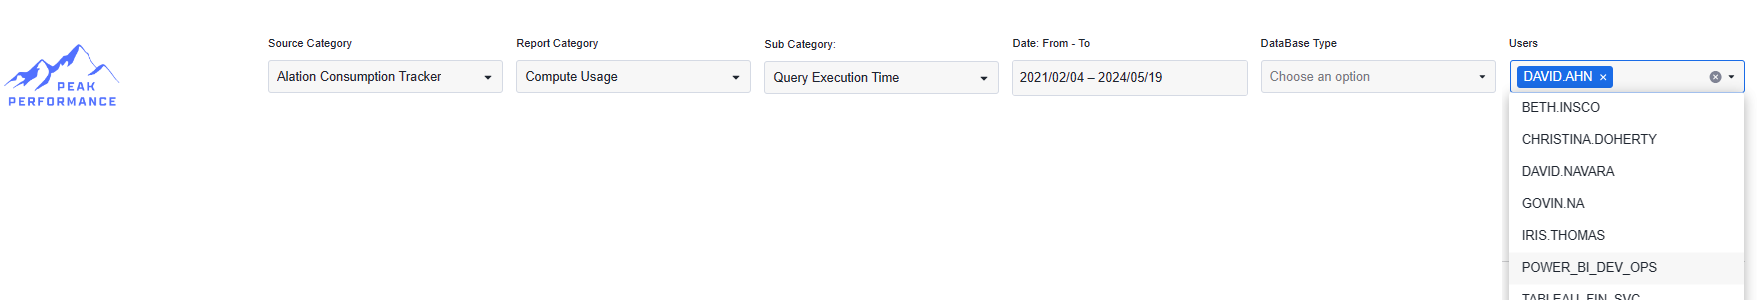 PEAK
PERFORMANCE
Source Category
Alation Consumption Tracker
Report Category
Compute Usage
Sub Category:
Query Execution Time
Date: From - To
2021/02/04 – 2024/05/19
DataBase Type
Choose an option
Users
DAVID.AHN ×
BETH.INSCO
CHRISTINA.DOHERTY
DAVID.NAVARA
GOVIN.NA
IRIS.THOMAS
POWER_BI_DEV_OPS
TABLEAU_FIN_SVC